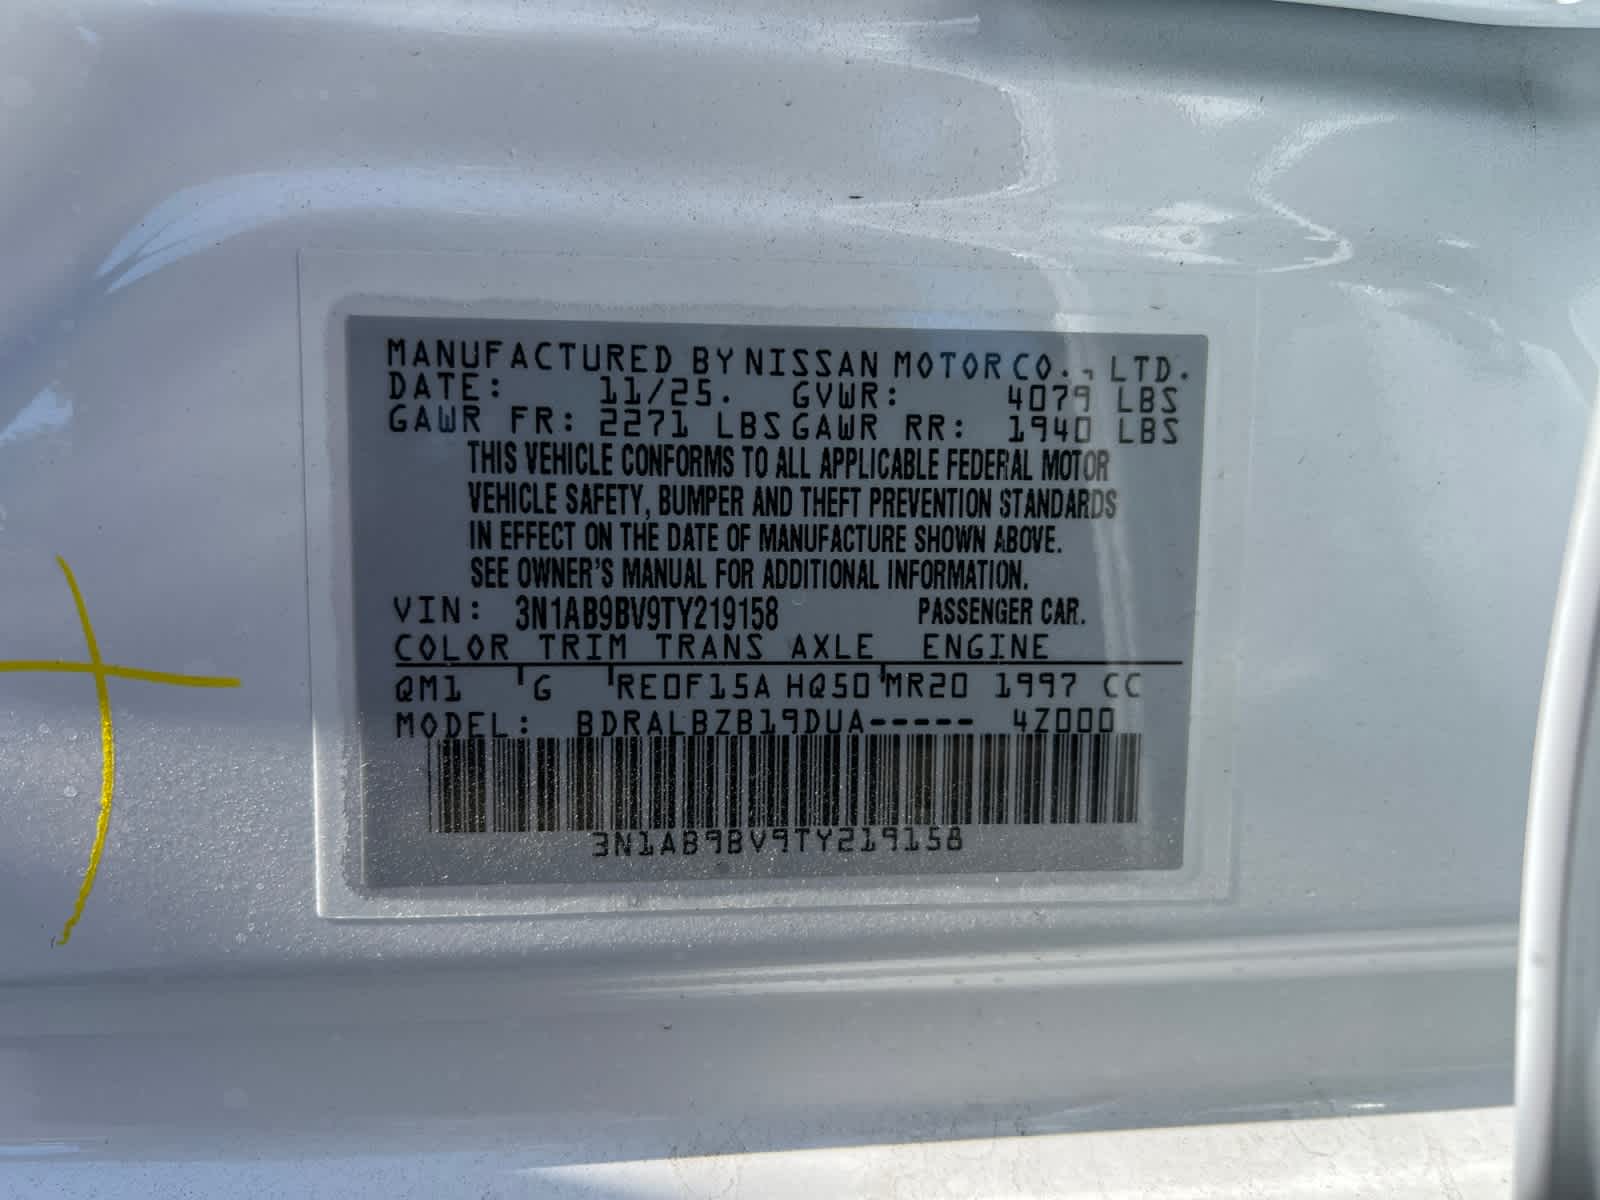 MANUFACTURED BY NISSAN MOTOR CO., LTD.
DATE: 11/25. GVWR: 4079 LBS
GAWR FR: 2271 LBS GAWR RR: 1940 LBS
THIS VEHICLE CONFORMS TO ALL APPLICABLE FEDERAL MOTOR
VEHICLE SAFETY, BUMPER AND THEFT PREVENTION STANDARDS
IN EFFECT ON THE DATE OF MANUFACTURE SHOWN ABOVE.
SEE OWNER'S MANUAL FOR ADDITIONAL INFORMATION.
VIN: 3N1AB9BV9TY219158 PASSENGER CAR.
COLOR TRIM TRANS AXLE ENGINE
QM1 G RE0F15A HQ50 MR20 1997 CC
MODEL: BDRALBZB19DUA----- 4Z000
3N1AB9BV9TY219158